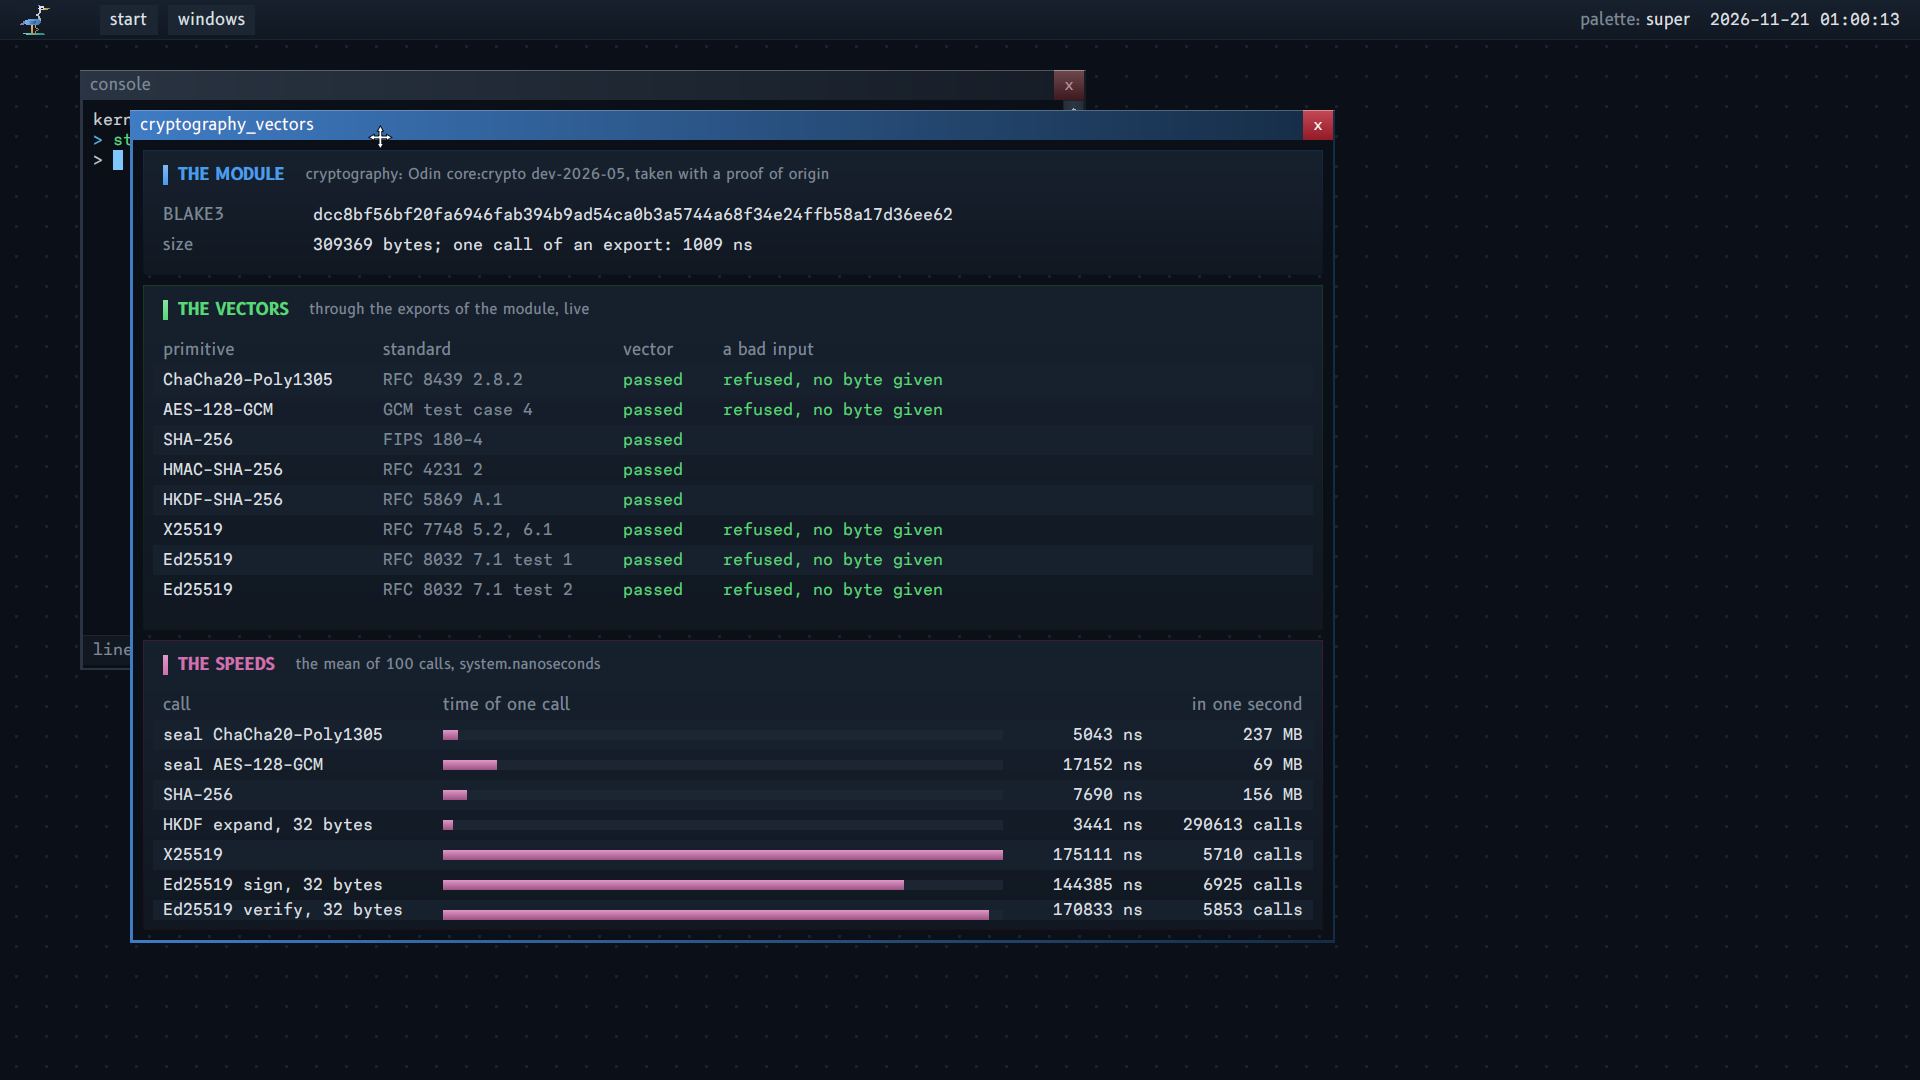 start windows palette: super 2026-11-21 01:00:13
console x
kern
> st
>
line
cryptography_vectors x
THE MODULE cryptography: Odin core:crypto dev-2026-05, taken with a proof of origin
BLAKE3 dcc8bf56bf20fa6946fab394b9ad54ca0b3a5744a68f34e24ffb58a17d36ee62
size 309369 bytes; one call of an export: 1009 ns
THE VECTORS through the exports of the module, live
primitive standard vector a bad input
ChaCha20-Poly1305 RFC 8439 2.8.2 passed refused, no byte given
AES-128-GCM GCM test case 4 passed refused, no byte given
SHA-256 FIPS 180-4 passed
HMAC-SHA-256 RFC 4231 2 passed
HKDF-SHA-256 RFC 5869 A.1 passed
X25519 RFC 7748 5.2, 6.1 passed refused, no byte given
Ed25519 RFC 8032 7.1 test 1 passed refused, no byte given
Ed25519 RFC 8032 7.1 test 2 passed refused, no byte given
THE SPEEDS the mean of 100 calls, system.nanoseconds
call time of one call in one second
seal ChaCha20-Poly1305 5043 ns 237 MB
seal AES-128-GCM 17152 ns 69 MB
SHA-256 7690 ns 156 MB
HKDF expand, 32 bytes 3441 ns 290613 calls
X25519 175111 ns 5710 calls
Ed25519 sign, 32 bytes 144385 ns 6925 calls
Ed25519 verify, 32 bytes 170833 ns 5853 calls